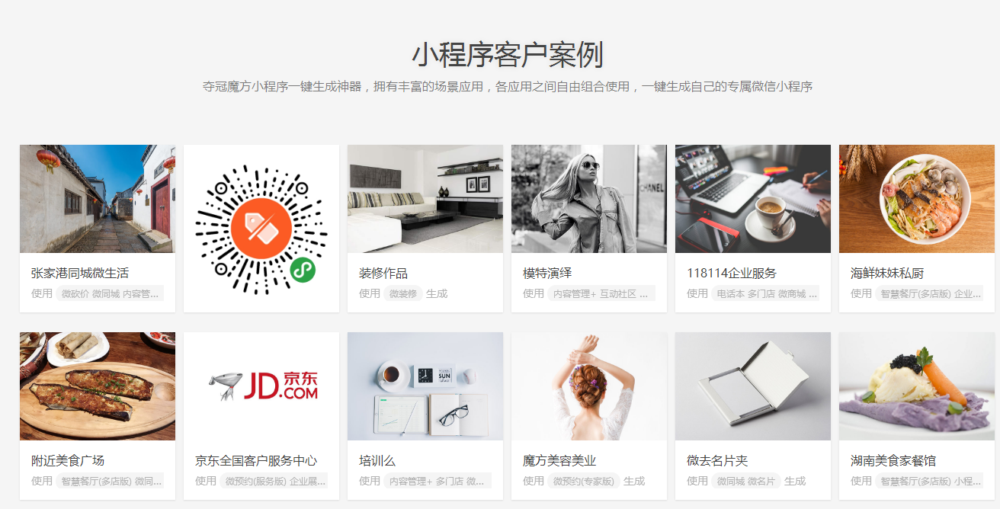 小程序客户案例
夺冠魔方小程序一键生成神器，拥有丰富的场景应用，各应用之间自由组合使用，一键生成自己的专属微信小程序
CHANEL
张家港同城微生活
使用 微砍价 微同城 内容管...
装修作品
使用 微装修 生成
模特演绎
使用 内容管理+ 互动社区 ...
118114企业服务
使用 电话本 多门店 微商城 ...
海鲜妹妹私厨
使用 智慧餐厅(多店版) 企业...
JD.COM 京东
SUN
附近美食广场
使用 智慧餐厅(多店版) 微同...
京东全国客户服务中心
使用 微预约(服务版) 企业展...
培训么
使用 内容管理+ 多门店 微...
魔方美容美业
使用 微预约(专家版) 生成
微去名片夹
使用 微同城 微名片 生成
湖南美食家餐馆
使用 智慧餐厅(多店版) 小程...